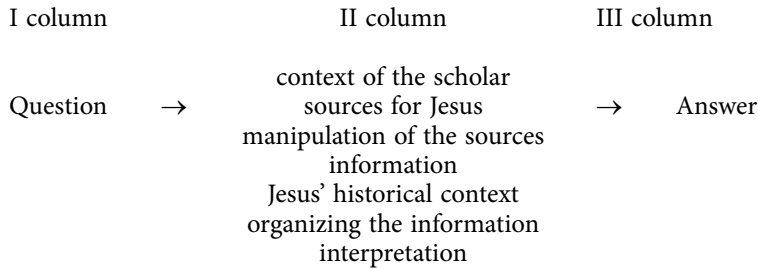 I column II column III column
context of the scholar
Question → sources for Jesus → Answer
manipulation of the sources
information
Jesus’ historical context
organizing the information
interpretation